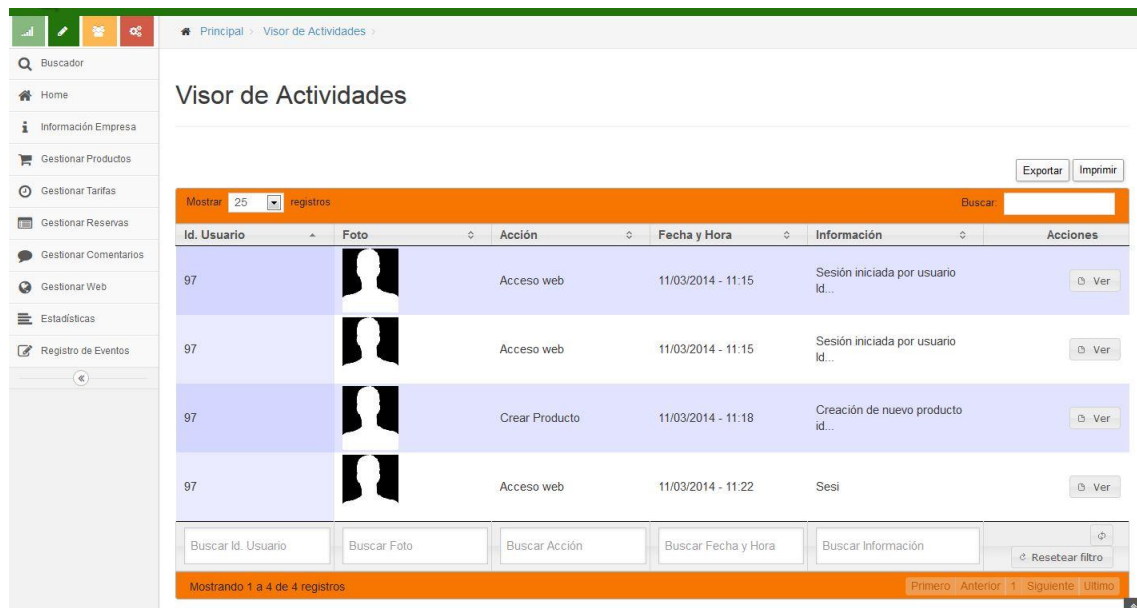 Principal Visor de Actividades
Buscador
Home
Información Empresa
Gestionar Productos
Gestionar Tarifas
Gestionar Reservas
Gestionar Comentarios
Gestionar Web
Estadísticas
Registro de Eventos
Visor de Actividades
Exportar Imprimir
Mostrar 25 registros Buscar:
Id. Usuario Foto Acción Fecha y Hora Información Acciones
97 Acceso web 11/03/2014 - 11:15 Sesión iniciada por usuario Ver
Id...
97 Acceso web 11/03/2014 - 11:15 Sesión iniciada por usuario Ver
Id...
97 Crear Producto 11/03/2014 - 11:18 Creación de nuevo producto Ver
id...
97 Acceso web 11/03/2014 - 11:22 Sesi Ver
Buscar Id. Usuario Buscar Foto Buscar Acción Buscar Fecha y Hora Buscar Información
Resetear filtro
Mostrando 1 a 4 de 4 registros Primero Anterior 1 Siguiente Ultimo